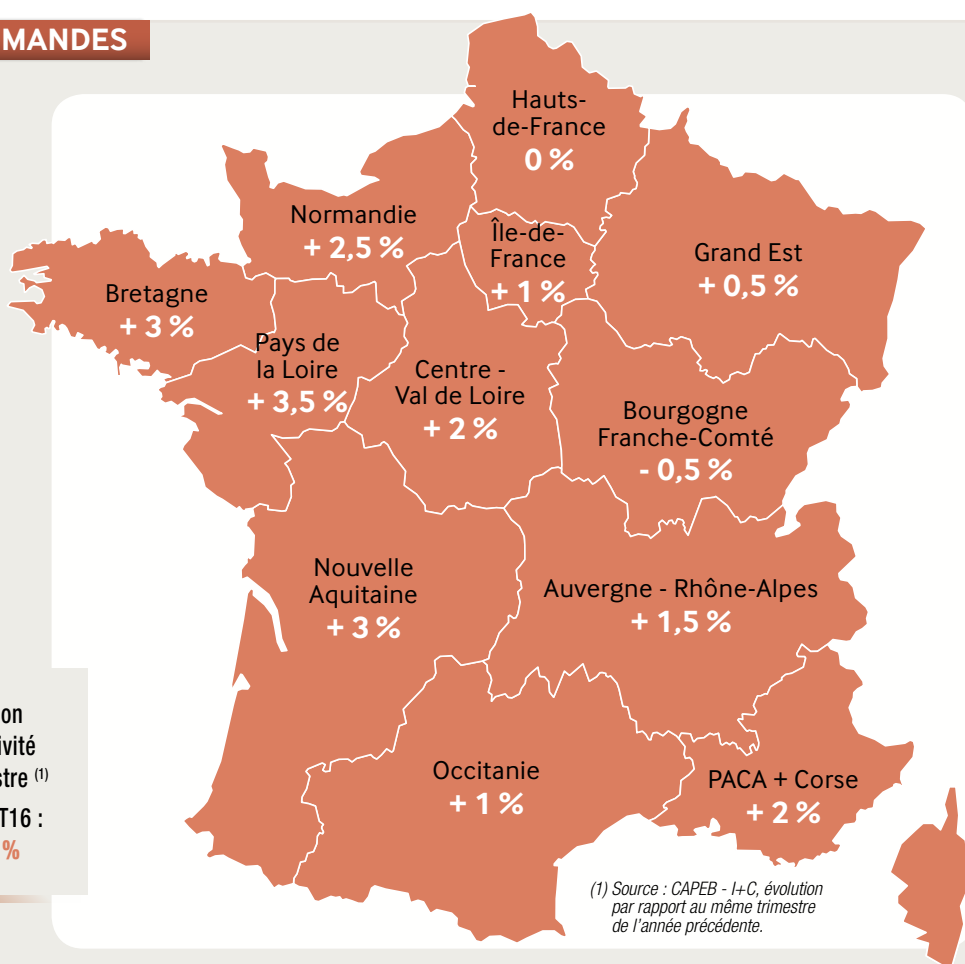 MANDES
Hauts-
de-France
0 %
Normandie
+ 2,5 %
Île-de-
France
+ 1 %
Grand Est
+ 0,5 %
Bretagne
+ 3 %
Pays de
la Loire
+ 3,5 %
Centre -
Val de Loire
+ 2 %
Bourgogne
Franche-Comté
- 0,5 %
Nouvelle
Aquitaine
+ 3 %
Auvergne - Rhône-Alpes
+ 1,5 %
Occitanie
+ 1 %
PACA + Corse
+ 2 %
on
ivité
stre (1)
T16 :
%
(1) Source : CAPEB - I+C, évolution
par rapport au même trimestre
de l'année précédente.